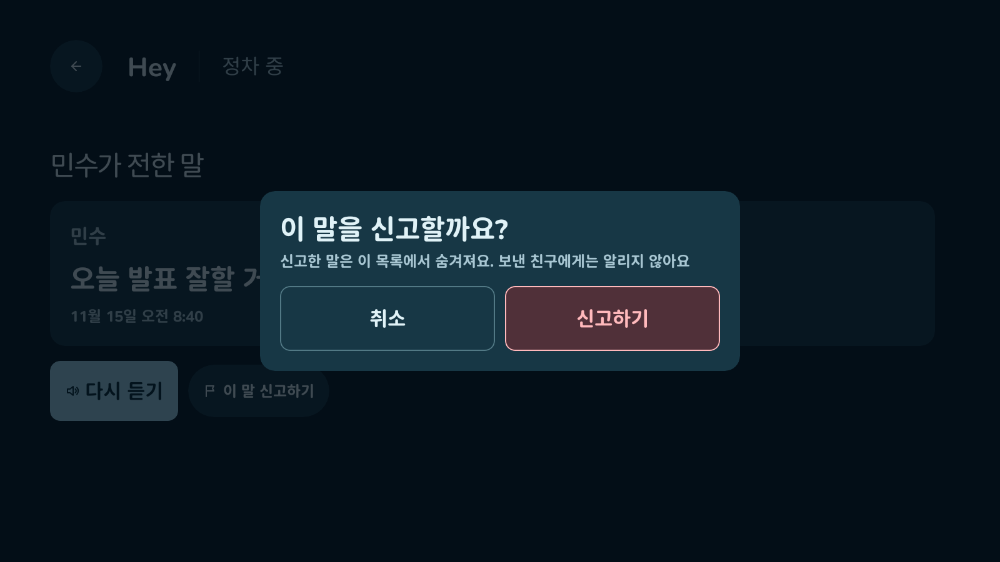 Hey
정차 중
민수가 전한 말
민수
오늘 발표 잘할
11월 15일 오전 8:40
다시 듣기
이 말 신고하기
이 말을 신고할까요?
신고한 말은 이 목록에서 숨겨져요. 보낸 친구에게는 알리지 않아요
취소
신고하기